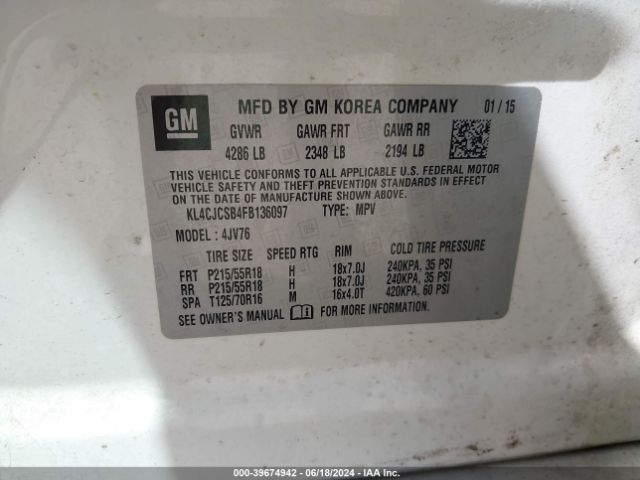 GM
MFD BY GM KOREA COMPANY 01 / 15
GVWR GAWR FRT GAWR RR
4286 LB 2348 LB 2194 LB
THIS VEHICLE CONFORMS TO ALL APPLICABLE U.S. FEDERAL MOTOR
VEHICLE SAFETY AND THEFT PREVENTION STANDARDS IN EFFECT
ON THE DATE OF MANUFACTURE SHOWN ABOVE.
KL4CJCSB4FB136097 TYPE: MPV
MODEL : 4JV76
TIRE SIZE SPEED RTG RIM COLD TIRE PRESSURE
FRT P215/55R18 H 18x7.0J 240KPA, 35 PSI
RR P215/55R18 H 18x7.0J 240KPA, 35 PSI
SPA T125/70R16 M 16x4.0T 420KPA, 60 PSI
SEE OWNER'S MANUAL FOR MORE INFORMATION.
000-39674942 / 06/18/2024 - IAA Inc.